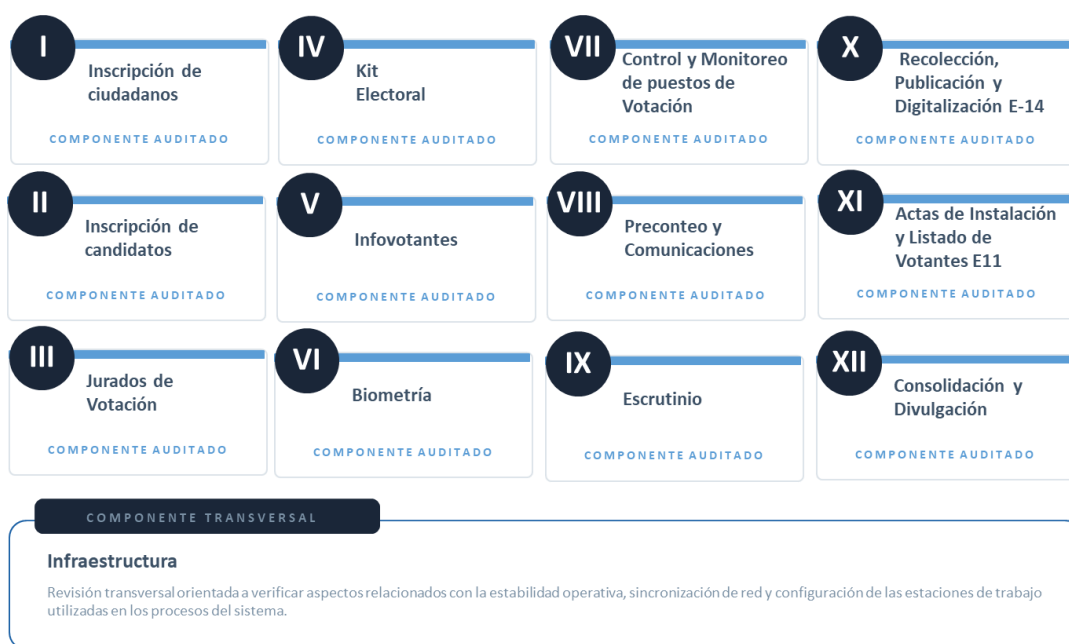 I
Inscripción de
ciudadanos
COMPONENTE AUDITADO
IV
Kit
Electoral
COMPONENTE AUDITADO
VII
Control y Monitoreo
de puestos de
Votación
COMPONENTE AUDITADO
X
Recolección,
Publicación y
Digitalización E-14
COMPONENTE AUDITADO
II
Inscripción de
candidatos
COMPONENTE AUDITADO
V
Infovotantes
COMPONENTE AUDITADO
VIII
Preconteo y
Comunicaciones
COMPONENTE AUDITADO
XI
Actas de Instalación
y Listado de
Votantes E11
COMPONENTE AUDITADO
III
Jurados de
Votación
COMPONENTE AUDITADO
VI
Biometría
COMPONENTE AUDITADO
IX
Escrutinio
COMPONENTE AUDITADO
XII
Consolidación y
Divulgación
COMPONENTE AUDITADO
COMPONENTE TRANSVERSAL
Infraestructura
Revisión transversal orientada a verificar aspectos relacionados con la estabilidad operativa, sincronización de red y configuración de las estaciones de trabajo
utilizadas en los procesos del sistema.